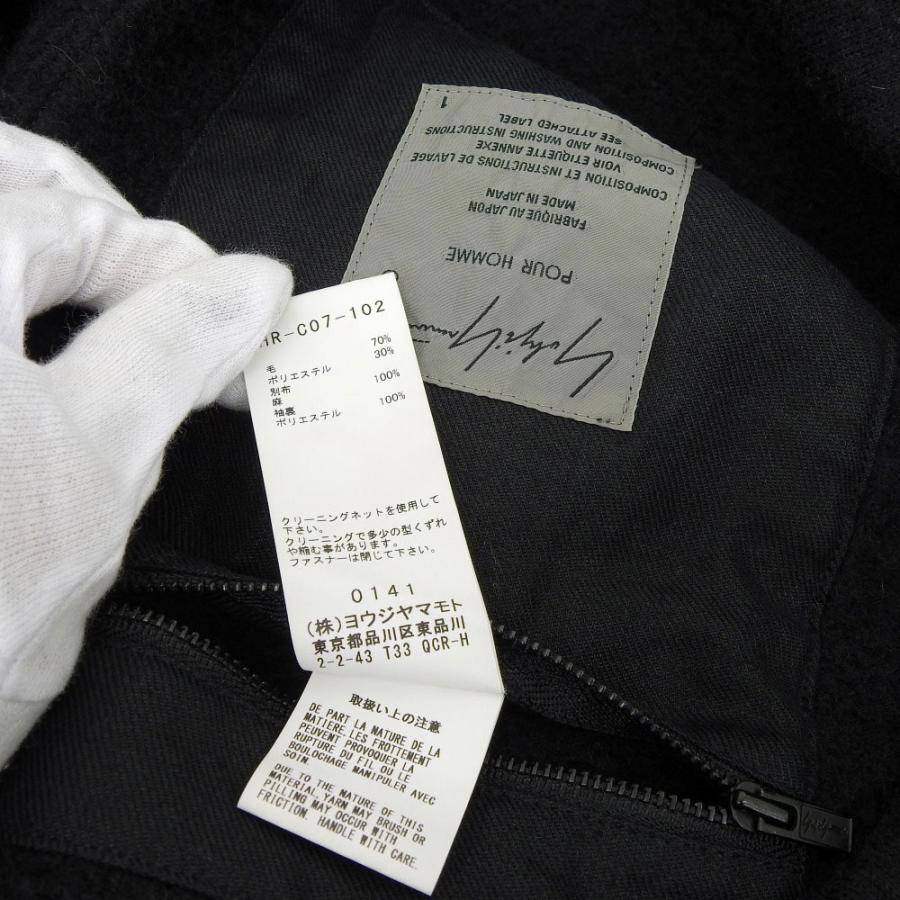 HR-C07-102
毛 70%
ポリエステル 30%
別布
麻 100%
袖裏
ポリエステル 100%
クリーニングネットを使用して
下さい。
クリーニングで多少の型くずれ
や縮む事があります。
ファスナーは閉じて下さい。
0141
(株)ヨウジヤマモト
東京都品川区東品川
2-2-43 T33 QCR-H
取扱い上の注意
DE PART LA NATURE DE LA
MATIERE, LES FROTTEMENT
PEUVENT PROVOQUER LA
RUPTURE DU FIL OU LE
BOULOCHAGE MANIPULER AVEC
SOIN.
DUE TO THE NATURE OF THIS
MATERIAL, YARN MAY BRUSH OR
PILLING MAY OCCUR WITH
FRICTION. HANDLE WITH CARE.
Yohji Yamamoto
POUR HOMME
FABRIQUE AU JAPON
MADE IN JAPAN
COMPOSITION ET INSTRUCTIONS DE LAVAGE
VOIR ETIQUETTE ANNEXE
COMPOSITION AND WASHING INSTRUCTIONS
SEE ATTACHED LABEL
1